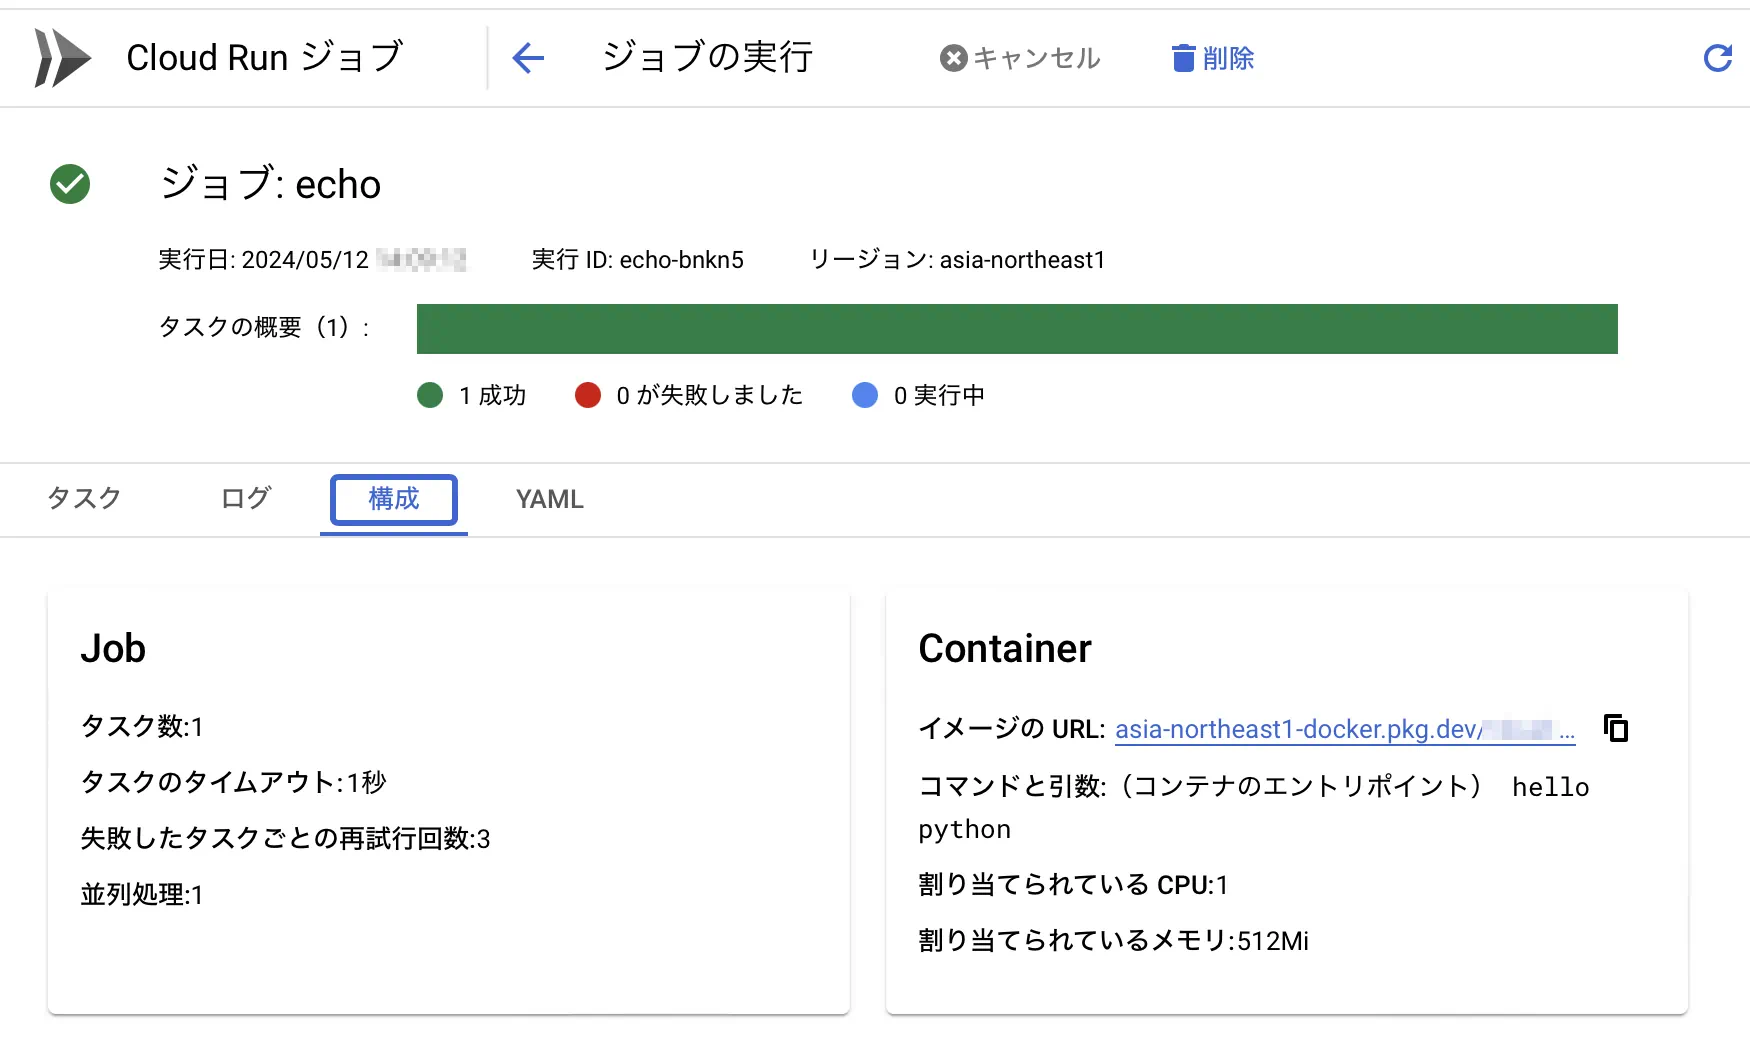 Cloud Run ジョブ ジョブの実行 キャンセル 削除
ジョブ: echo
実行日: 2024/05/12 実行 ID: echo-bnkn5 リージョン: asia-northeast1
タスクの概要（1）:
1 成功 0 が失敗しました 0 実行中
タスク ログ 構成 YAML
Job
タスク数:1
タスクのタイムアウト:1秒
失敗したタスクごとの再試行回数:3
並列処理:1
Container
イメージの URL: asia-northeast1-docker.pkg.dev/ ...
コマンドと引数:（コンテナのエントリポイント） hello
python
割り当てられている CPU:1
割り当てられているメモリ:512Mi